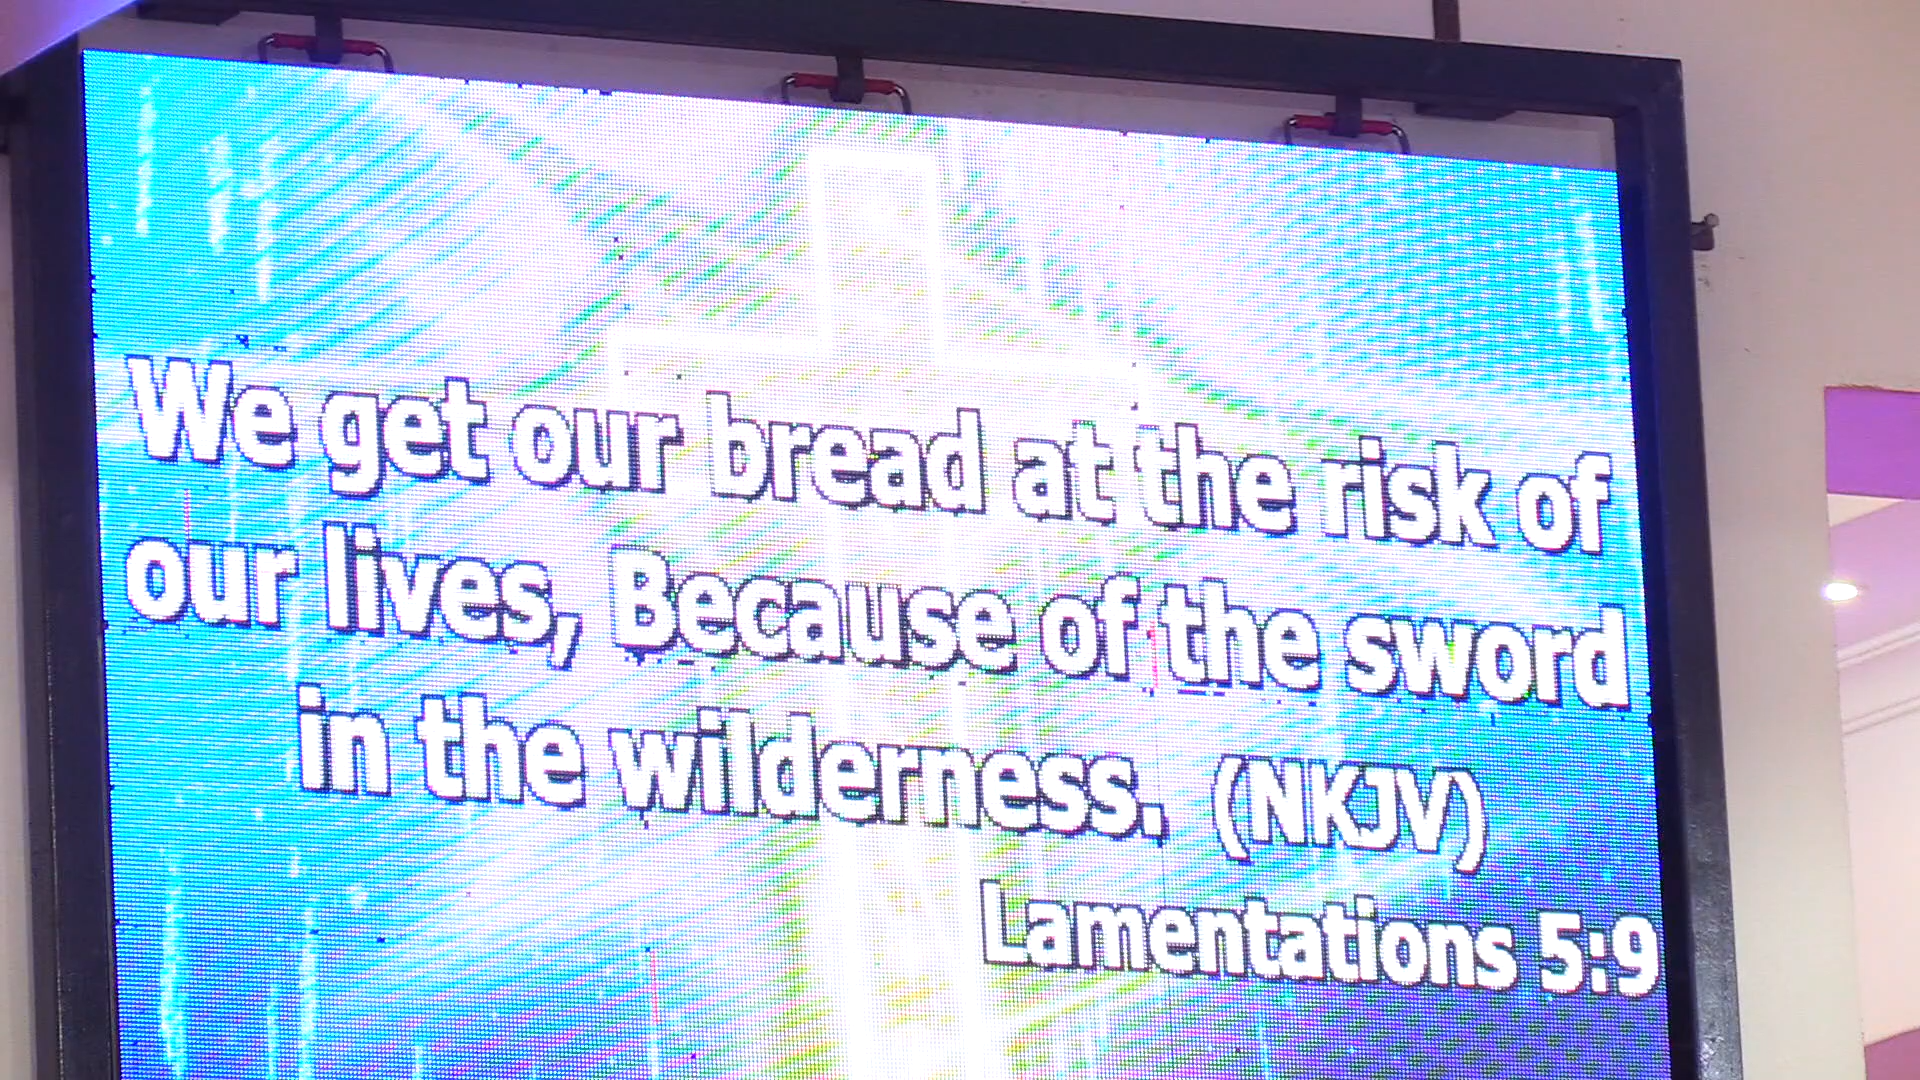 We get our bread at the risk of
our lives, Because of the sword
in the wilderness. (NKJV)
Lamentations 5:9